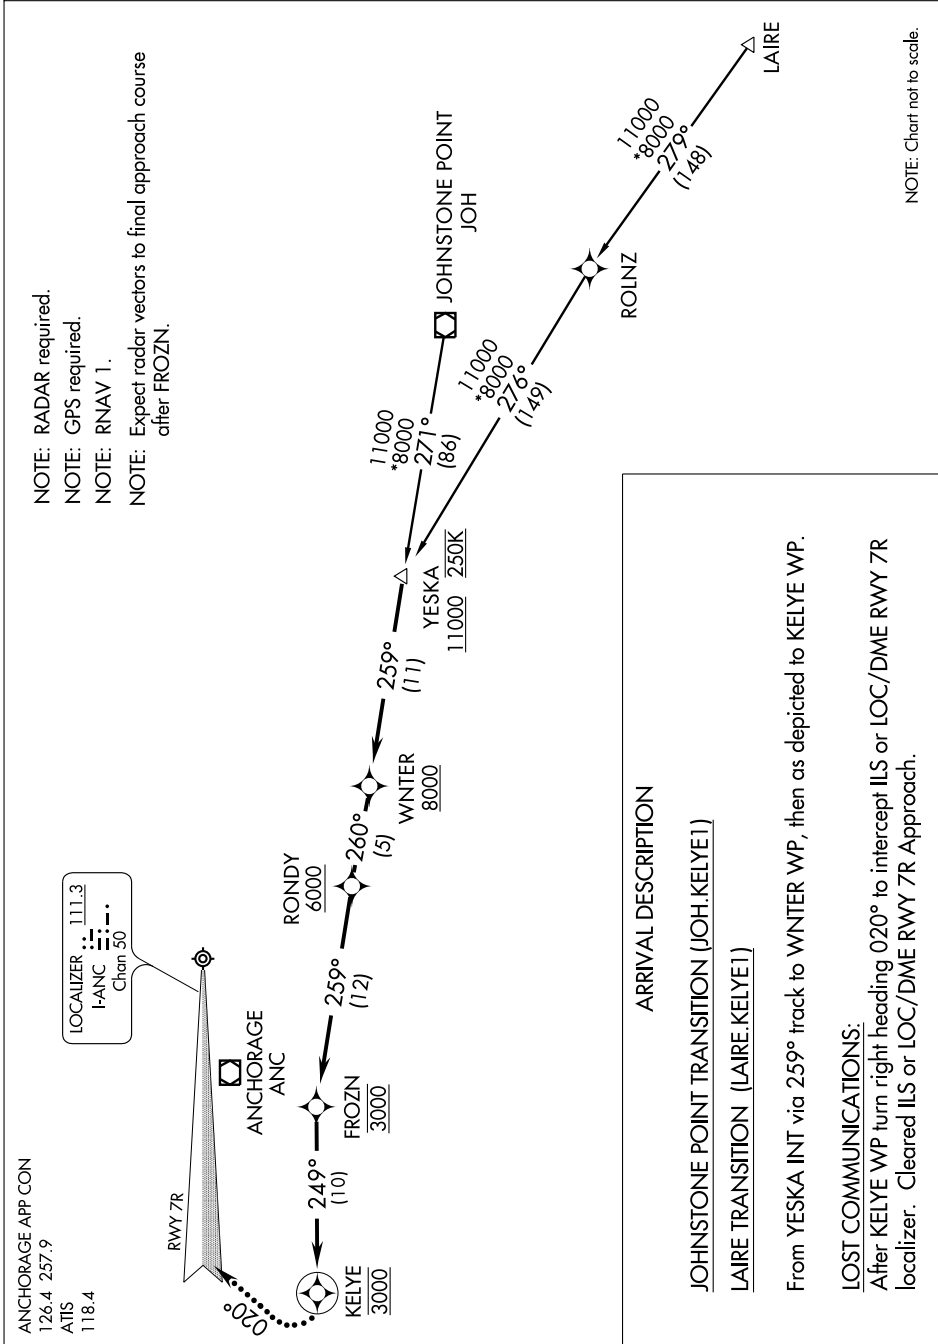 ANCHORAGE APP CON
126.4 257.9
ATIS
118.4
NOTE: RADAR required.
NOTE: GPS required.
NOTE: RNAV 1.
NOTE: Expect radar vectors to final approach course
after FROZN.
LOCALIZER 111.3
I-ANC
Chan 50
RWY 7R
ANCHORAGE
ANC
020°
KELYE
3000
249°
(10)
FROZN
3000
259°
(12)
RONDY
6000
260°
(5)
WNTER
8000
259°
(11)
YESKA
11000 250K
11000
*8000
271°
(86)
JOHNSTONE POINT
JOH
11000
*8000
276°
(149)
ROLNZ
11000
*8000
279°
(148)
LAIRE
NOTE: Chart not to scale.
ARRIVAL DESCRIPTION
JOHNSTONE POINT TRANSITION (JOH.KELYE1)
LAIRE TRANSITION (LAIRE.KELYE1)
From YESKA INT via 259° track to WNTER WP, then as depicted to KELYE WP.
LOST COMMUNICATIONS:
After KELYE WP turn right heading 020° to intercept ILS or LOC/DME RWY 7R
localizer. Cleared ILS or LOC/DME RWY 7R Approach.